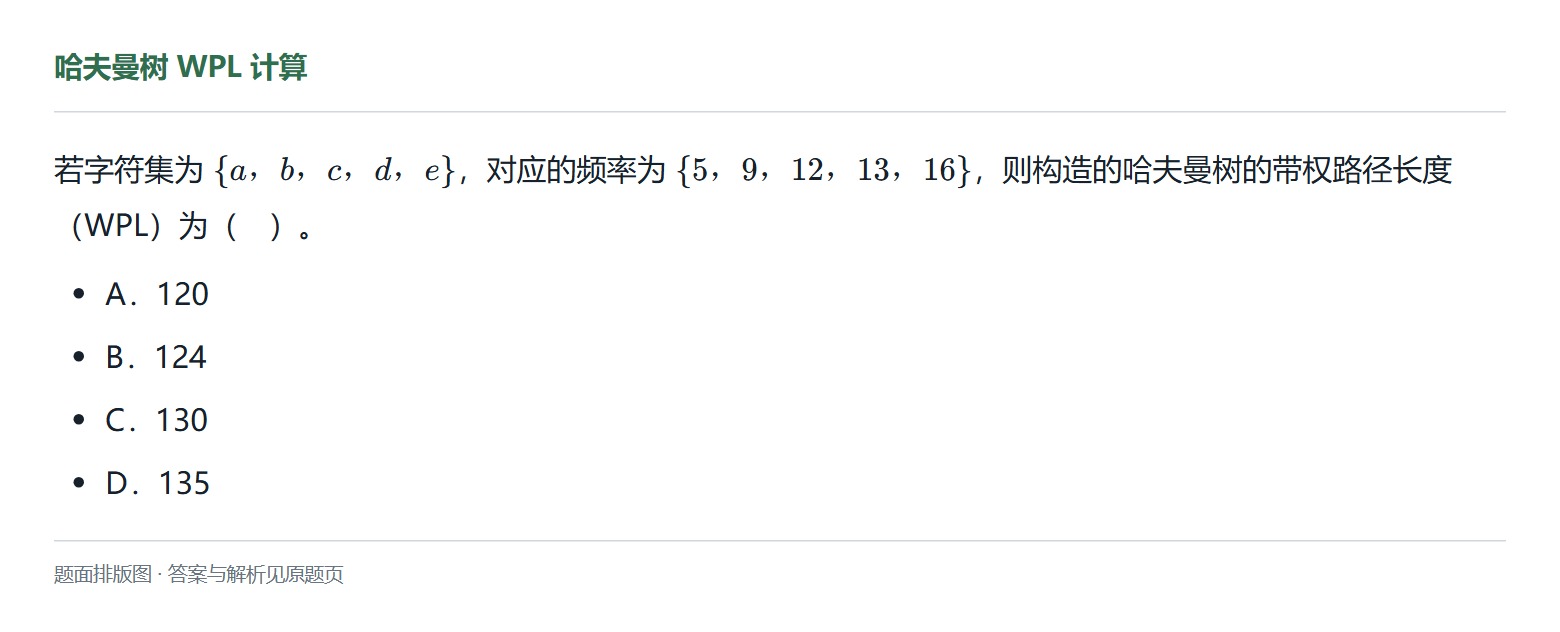 哈夫曼树 WPL 计算
若字符集为 {a，b，c，d，e}，对应的频率为 {5，9，12，13，16}，则构造的哈夫曼树的带权路径长度
（WPL）为（　）。
• A．120
• B．124
• C．130
• D．135
题面排版图 · 答案与解析见原题页